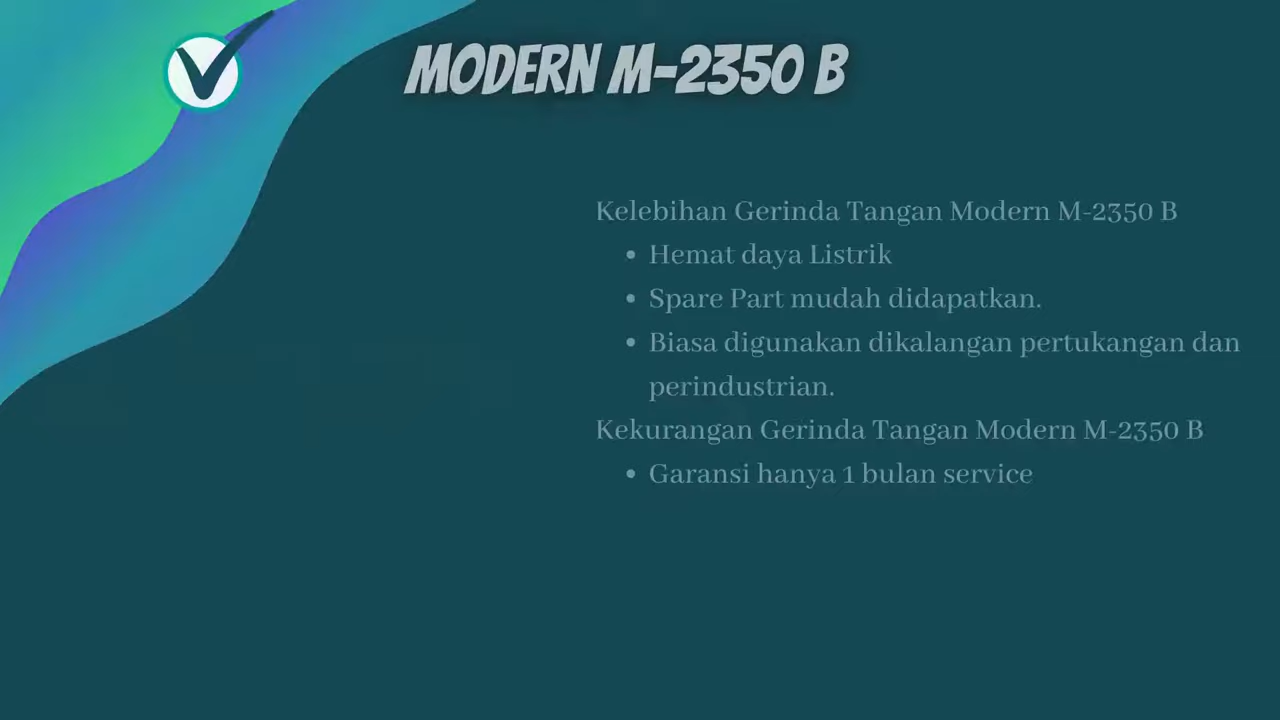 MODERN M-2350 B
Kelebihan Gerinda Tangan Modern M-2350 B
• Hemat daya Listrik
• Spare Part mudah didapatkan.
• Biasa digunakan dikalangan pertukangan dan
perindustrian.
Kekurangan Gerinda Tangan Modern M-2350 B
• Garansi hanya 1 bulan service